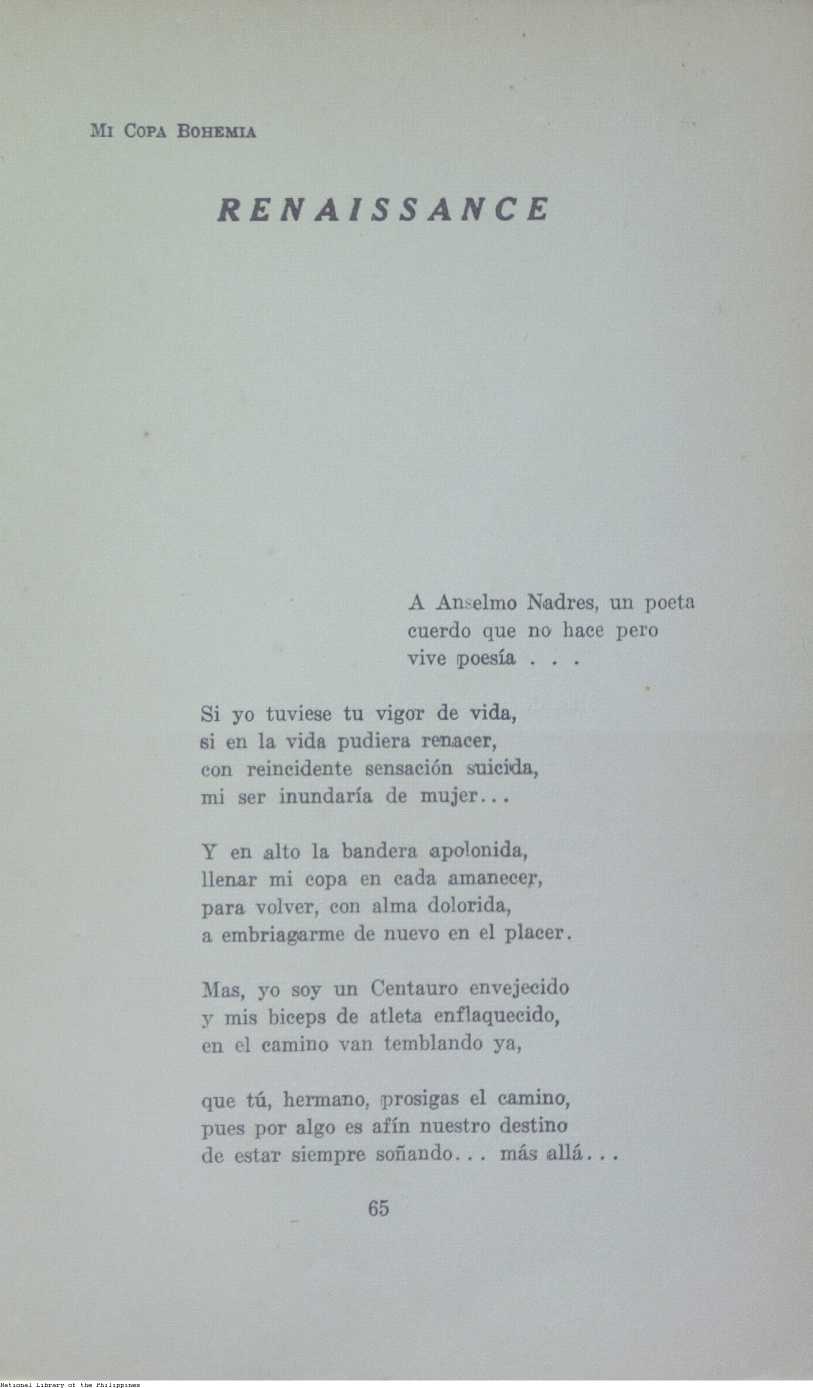 MI COPA BOHEMIA
RENAISSANCE
A Anselmo Nadres, un poeta
cuerdo que no hace pero
vive poesía . . .
Si yo tuviese tu vigor de vida,
si en la vida pudiera renacer,
con reincidente sensación suicida,
mi ser inundaría de mujer...
Y en alto la bandera apolonida,
llenar mi copa en cada amanecer,
para volver, con alma dolorida,
a embriagarme de nuevo en el placer.
Mas, yo soy un Centauro envejecido
y mis biceps de atleta enflaquecido,
en el camino van temblando ya,
que tú, hermano, prosigas el camino,
pues por algo es afín nuestro destino
de estar siempre soñando... más allá...
65
National Library of the Philippines